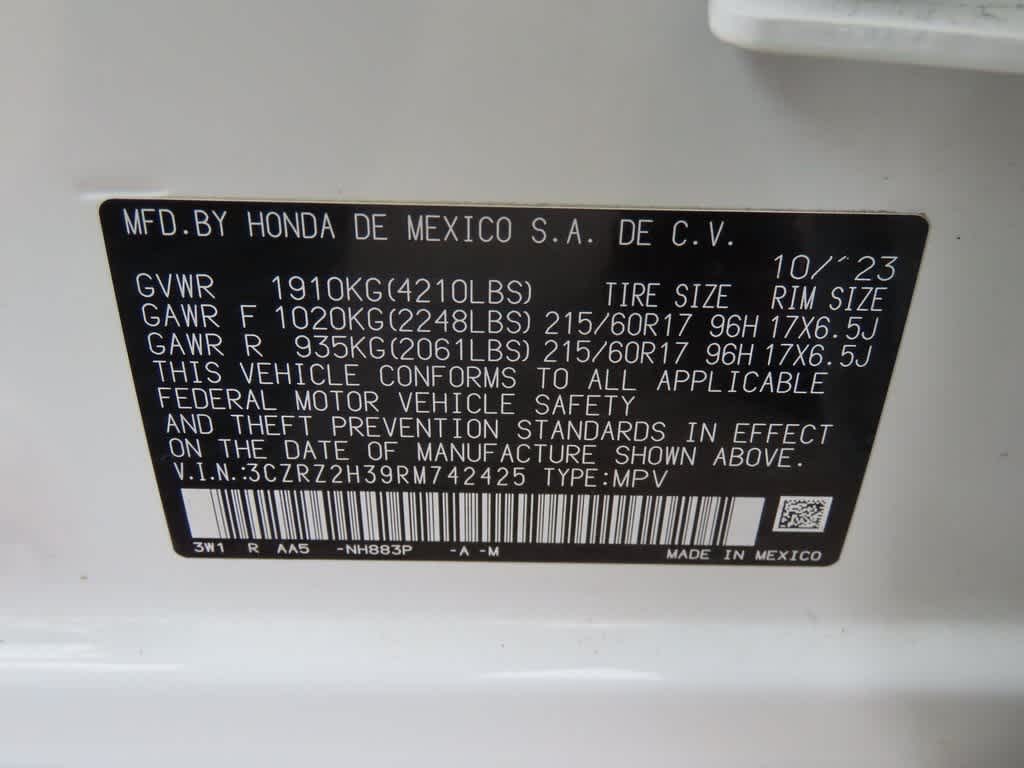 MFD.BY HONDA DE MEXICO S.A. DE C.V.
10/ˆ23
GVWR 1910KG(4210LBS) TIRE SIZE RIM SIZE
GAWR F 1020KG(2248LBS) 215/60R17 96H 17X6.5J
GAWR R 935KG(2061LBS) 215/60R17 96H 17X6.5J
THIS VEHICLE CONFORMS TO ALL APPLICABLE
FEDERAL MOTOR VEHICLE SAFETY
AND THEFT PREVENTION STANDARDS IN EFFECT
ON THE DATE OF MANUFACTURE SHOWN ABOVE.
V.I.N.:3CZRZ2H39RM742425 TYPE:MPV
3W1 R AA5 -NH883P -A -M MADE IN MEXICO